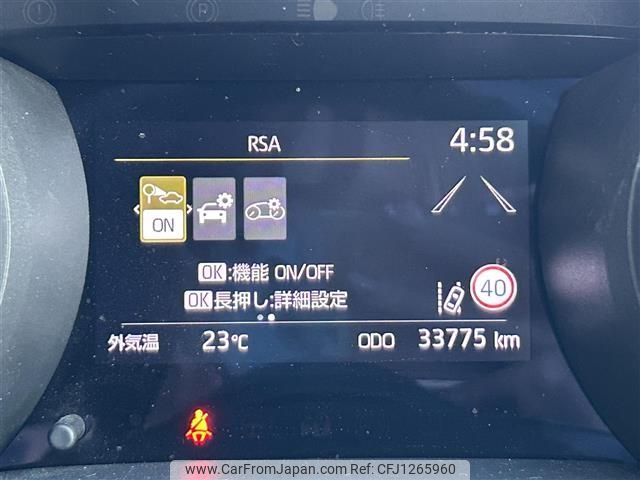 RSA 4:58
ON
OK:機能 ON/OFF
OK長押し:詳細設定
40
外気温 23℃ ODO 33775 km
www.CarFromJapan.com CFJ1265960